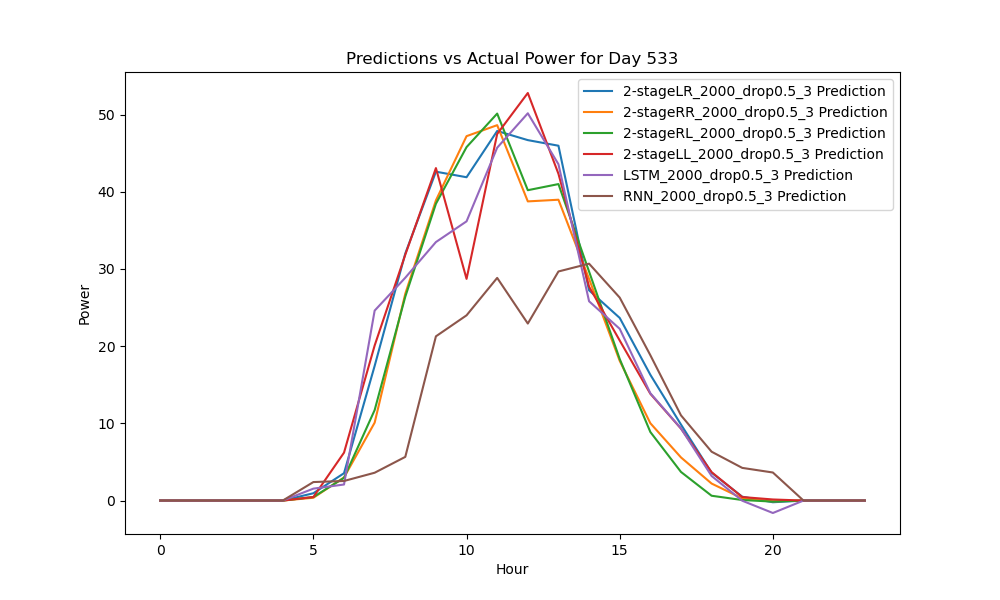 Predictions vs Actual Power for Day 533
2-stageLR_2000_drop0.5_3 Prediction
2-stageRR_2000_drop0.5_3 Prediction
2-stageRL_2000_drop0.5_3 Prediction
2-stageLL_2000_drop0.5_3 Prediction
LSTM_2000_drop0.5_3 Prediction
RNN_2000_drop0.5_3 Prediction
Power
50
40
30
20
10
0
0 5 10 15 20
Hour